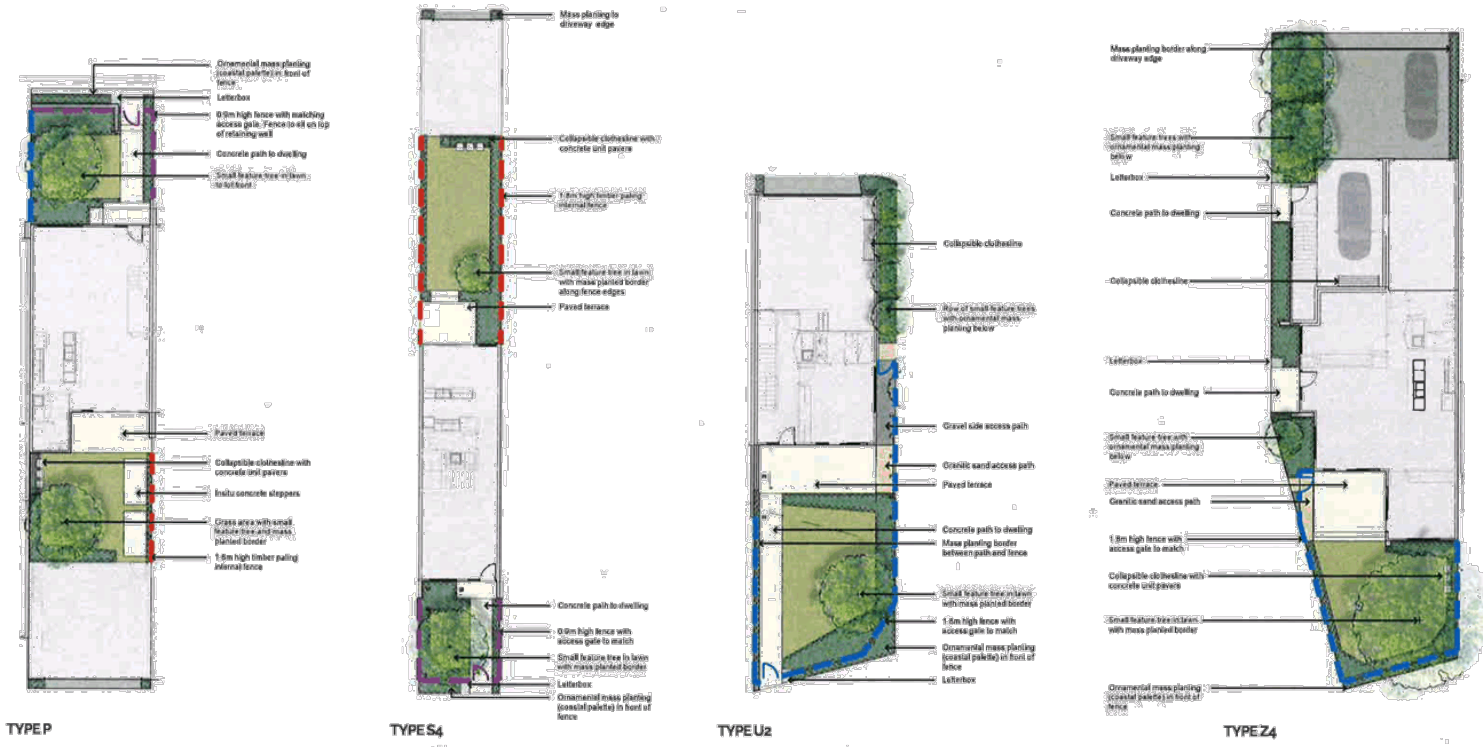 Ornamental mass planting
(coastal palette) in front of
fence
Letterbox
0.9m high fence with matching
access gate. Fence to sit on top
of retaining wall
Concrete path to dwelling
Small feature tree in lawn
to lot front
Paved terrace
Collapsible clothesline with
concrete unit pavers
Insitu concrete steppers
Grass area with small
feature tree and mass
planted border
1.8m high timber paling
internal fence
TYPE P
Mass planting to
driveway edge
Collapsible clothesline with
concrete unit pavers
1.8m high timber paling
internal fence
Small feature tree in lawn
with mass planted border
along fence edges
Paved terrace
Concrete path to dwelling
0.9m high fence with
access gate to match
Small feature tree in lawn
with mass planted border
Letterbox
Ornamental mass planting
(coastal palette) in front of
fence
TYPE S4
Collapsible clothesline
Row of small feature trees
with ornamental mass
planting below
Gravel side access path
Granitic sand access path
Paved terrace
Concrete path to dwelling
Mass planting border
between path and fence
Small feature tree in lawn
with mass planted border
high fence with
access gate to match
Ornamental mass planting
(coastal palette) in front of
fence
Letterbox
TYPE U2
Mass planting border along
driveway edge
Small feature trees with
ornamental mass planting
below
Letterbox
Concrete path to dwelling
Collapsible clothesline
Letterbox
Concrete path to dwelling
Small feature tree with
ornamental mass planting
below
Paved terrace
Granitic sand access path
1.8m high fence with
access gate to match
Collapsible clothesline with
concrete unit pavers
Small feature tree in lawn
with mass planted border
Ornamental mass planting
(coastal palette) in front of
fence
TYPE Z4